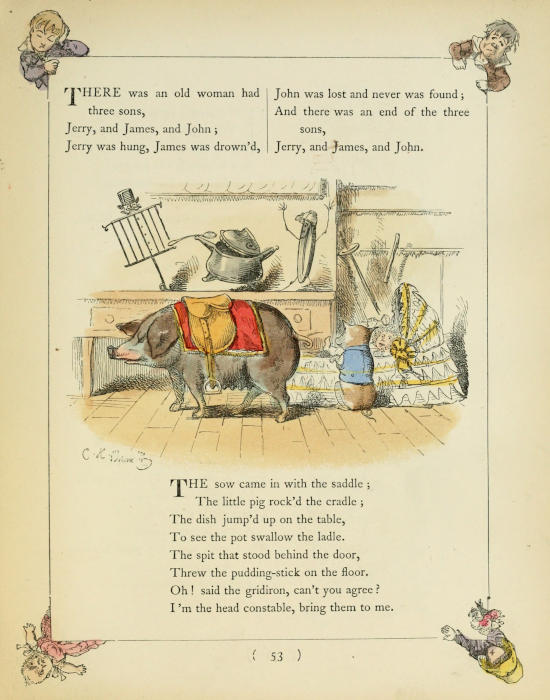 THERE was an old woman had
three sons,
Jerry, and James, and John ;
Jerry was hung, James was drown'd,
John was lost and never was found ;
And there was an end of the three
sons,
Jerry, and James, and John.
THE sow came in with the saddle ;
The little pig rock'd the cradle ;
The dish jump'd up on the table,
To see the pot swallow the ladle.
The spit that stood behind the door,
Threw the pudding-stick on the floor.
Oh ! said the gridiron, can't you agree ?
I'm the head constable, bring them to me.
( 53 )